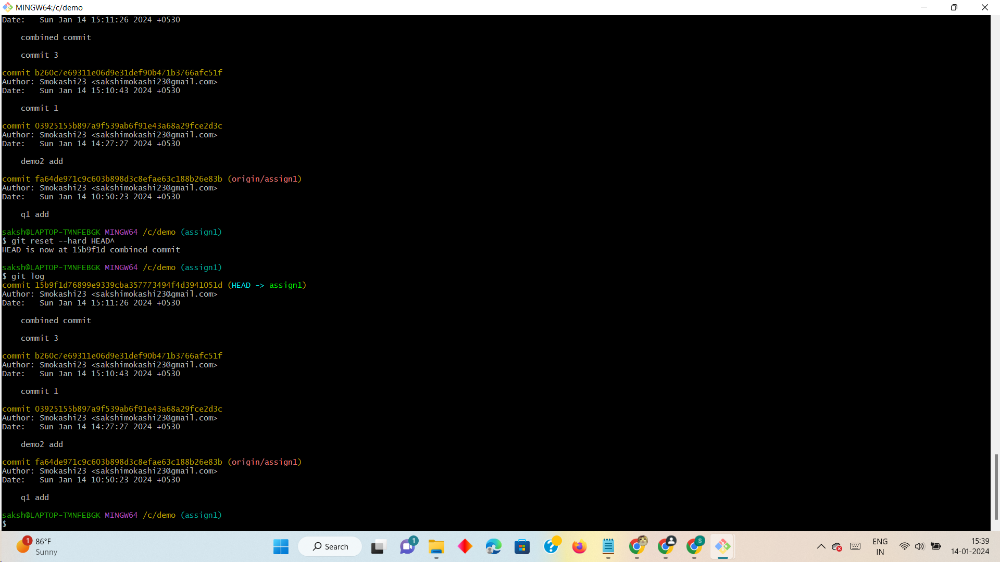 MINGW64:/c/demo
Date:   Sun Jan 14 15:11:26 2024 +0530
combined commit
commit 3
commit b260c7e69311e06d9e31def90b471b3766afc51f
Author: Smokashi23 <sakshimokashi23@gmail.com>
Date:   Sun Jan 14 15:10:43 2024 +0530
commit 1
commit 03925155b897a9f539ab6f91e43a68a29fce2d3c
Author: Smokashi23 <sakshimokashi23@gmail.com>
Date:   Sun Jan 14 14:27:27 2024 +0530
demo2 add
commit fa64de971c9c603b898d3c8efae63c188b26e83b (origin/assign1)
Author: Smokashi23 <sakshimokashi23@gmail.com>
Date:   Sun Jan 14 10:50:23 2024 +0530
q1 add
saksh@LAPTOP-TMNFEBGK MINGW64 /c/demo (assign1)
$ git reset --hard HEAD^
HEAD is now at 15b9f1d combined commit
saksh@LAPTOP-TMNFEBGK MINGW64 /c/demo (assign1)
$ git log
commit 15b9f1d76899e9339cba357773494f4d3941051d (HEAD -> assign1)
Author: Smokashi23 <sakshimokashi23@gmail.com>
Date:   Sun Jan 14 15:11:26 2024 +0530
combined commit
commit 3
commit b260c7e69311e06d9e31def90b471b3766afc51f
Author: Smokashi23 <sakshimokashi23@gmail.com>
Date:   Sun Jan 14 15:10:43 2024 +0530
commit 1
commit 03925155b897a9f539ab6f91e43a68a29fce2d3c
Author: Smokashi23 <sakshimokashi23@gmail.com>
Date:   Sun Jan 14 14:27:27 2024 +0530
demo2 add
commit fa64de971c9c603b898d3c8efae63c188b26e83b (origin/assign1)
Author: Smokashi23 <sakshimokashi23@gmail.com>
Date:   Sun Jan 14 10:50:23 2024 +0530
q1 add
saksh@LAPTOP-TMNFEBGK MINGW64 /c/demo (assign1)
$
1
86°F
Sunny
Search
1
S
ENG
IN
15:39
14-01-2024